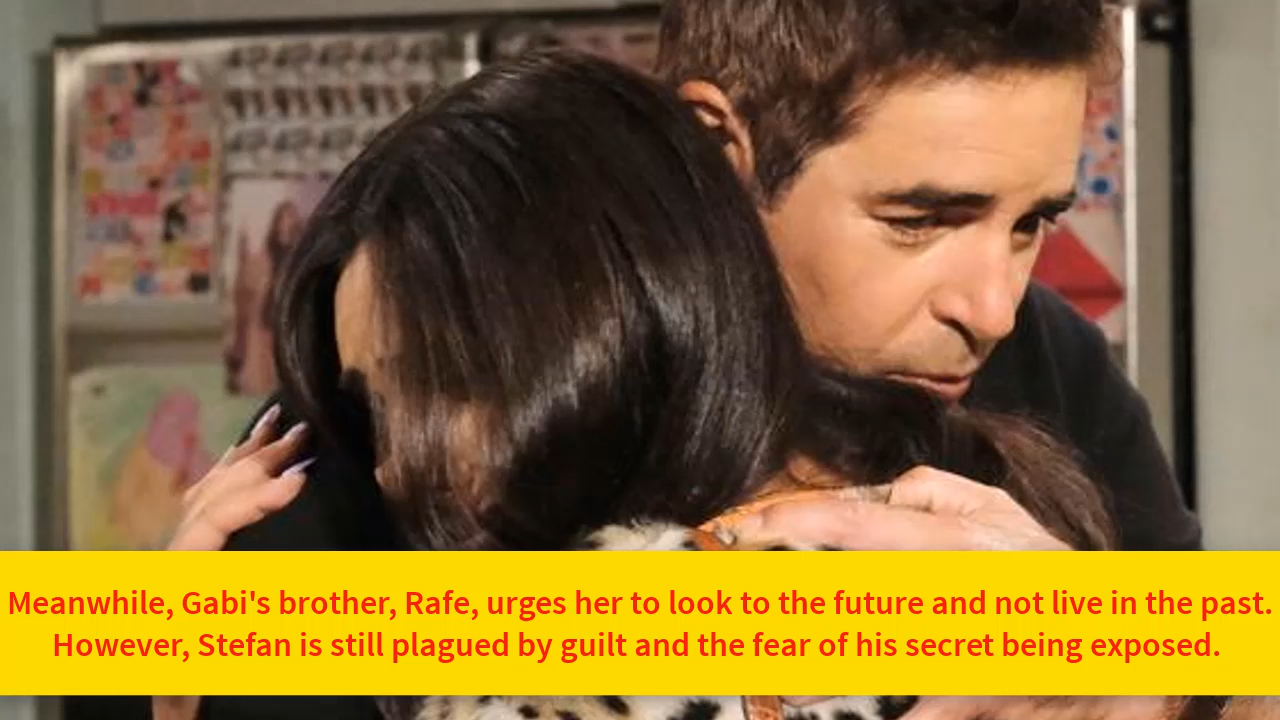 Meanwhile, Gabi's brother, Rafe, urges her to look to the future and not live in the past.
However, Stefan is still plagued by guilt and the fear of his secret being exposed.